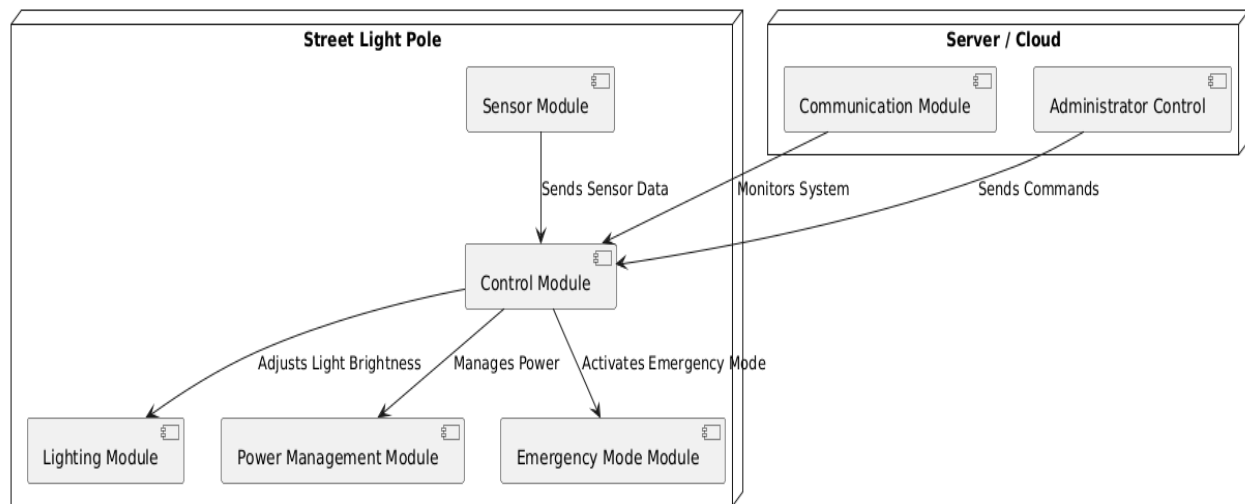 Street Light Pole
Server / Cloud
Sensor Module
Communication Module
Administrator Control
Sends Sensor Data
Monitors System
Sends Commands
Control Module
Adjusts Light Brightness
Manages Power
Activates Emergency Mode
Lighting Module
Power Management Module
Emergency Mode Module